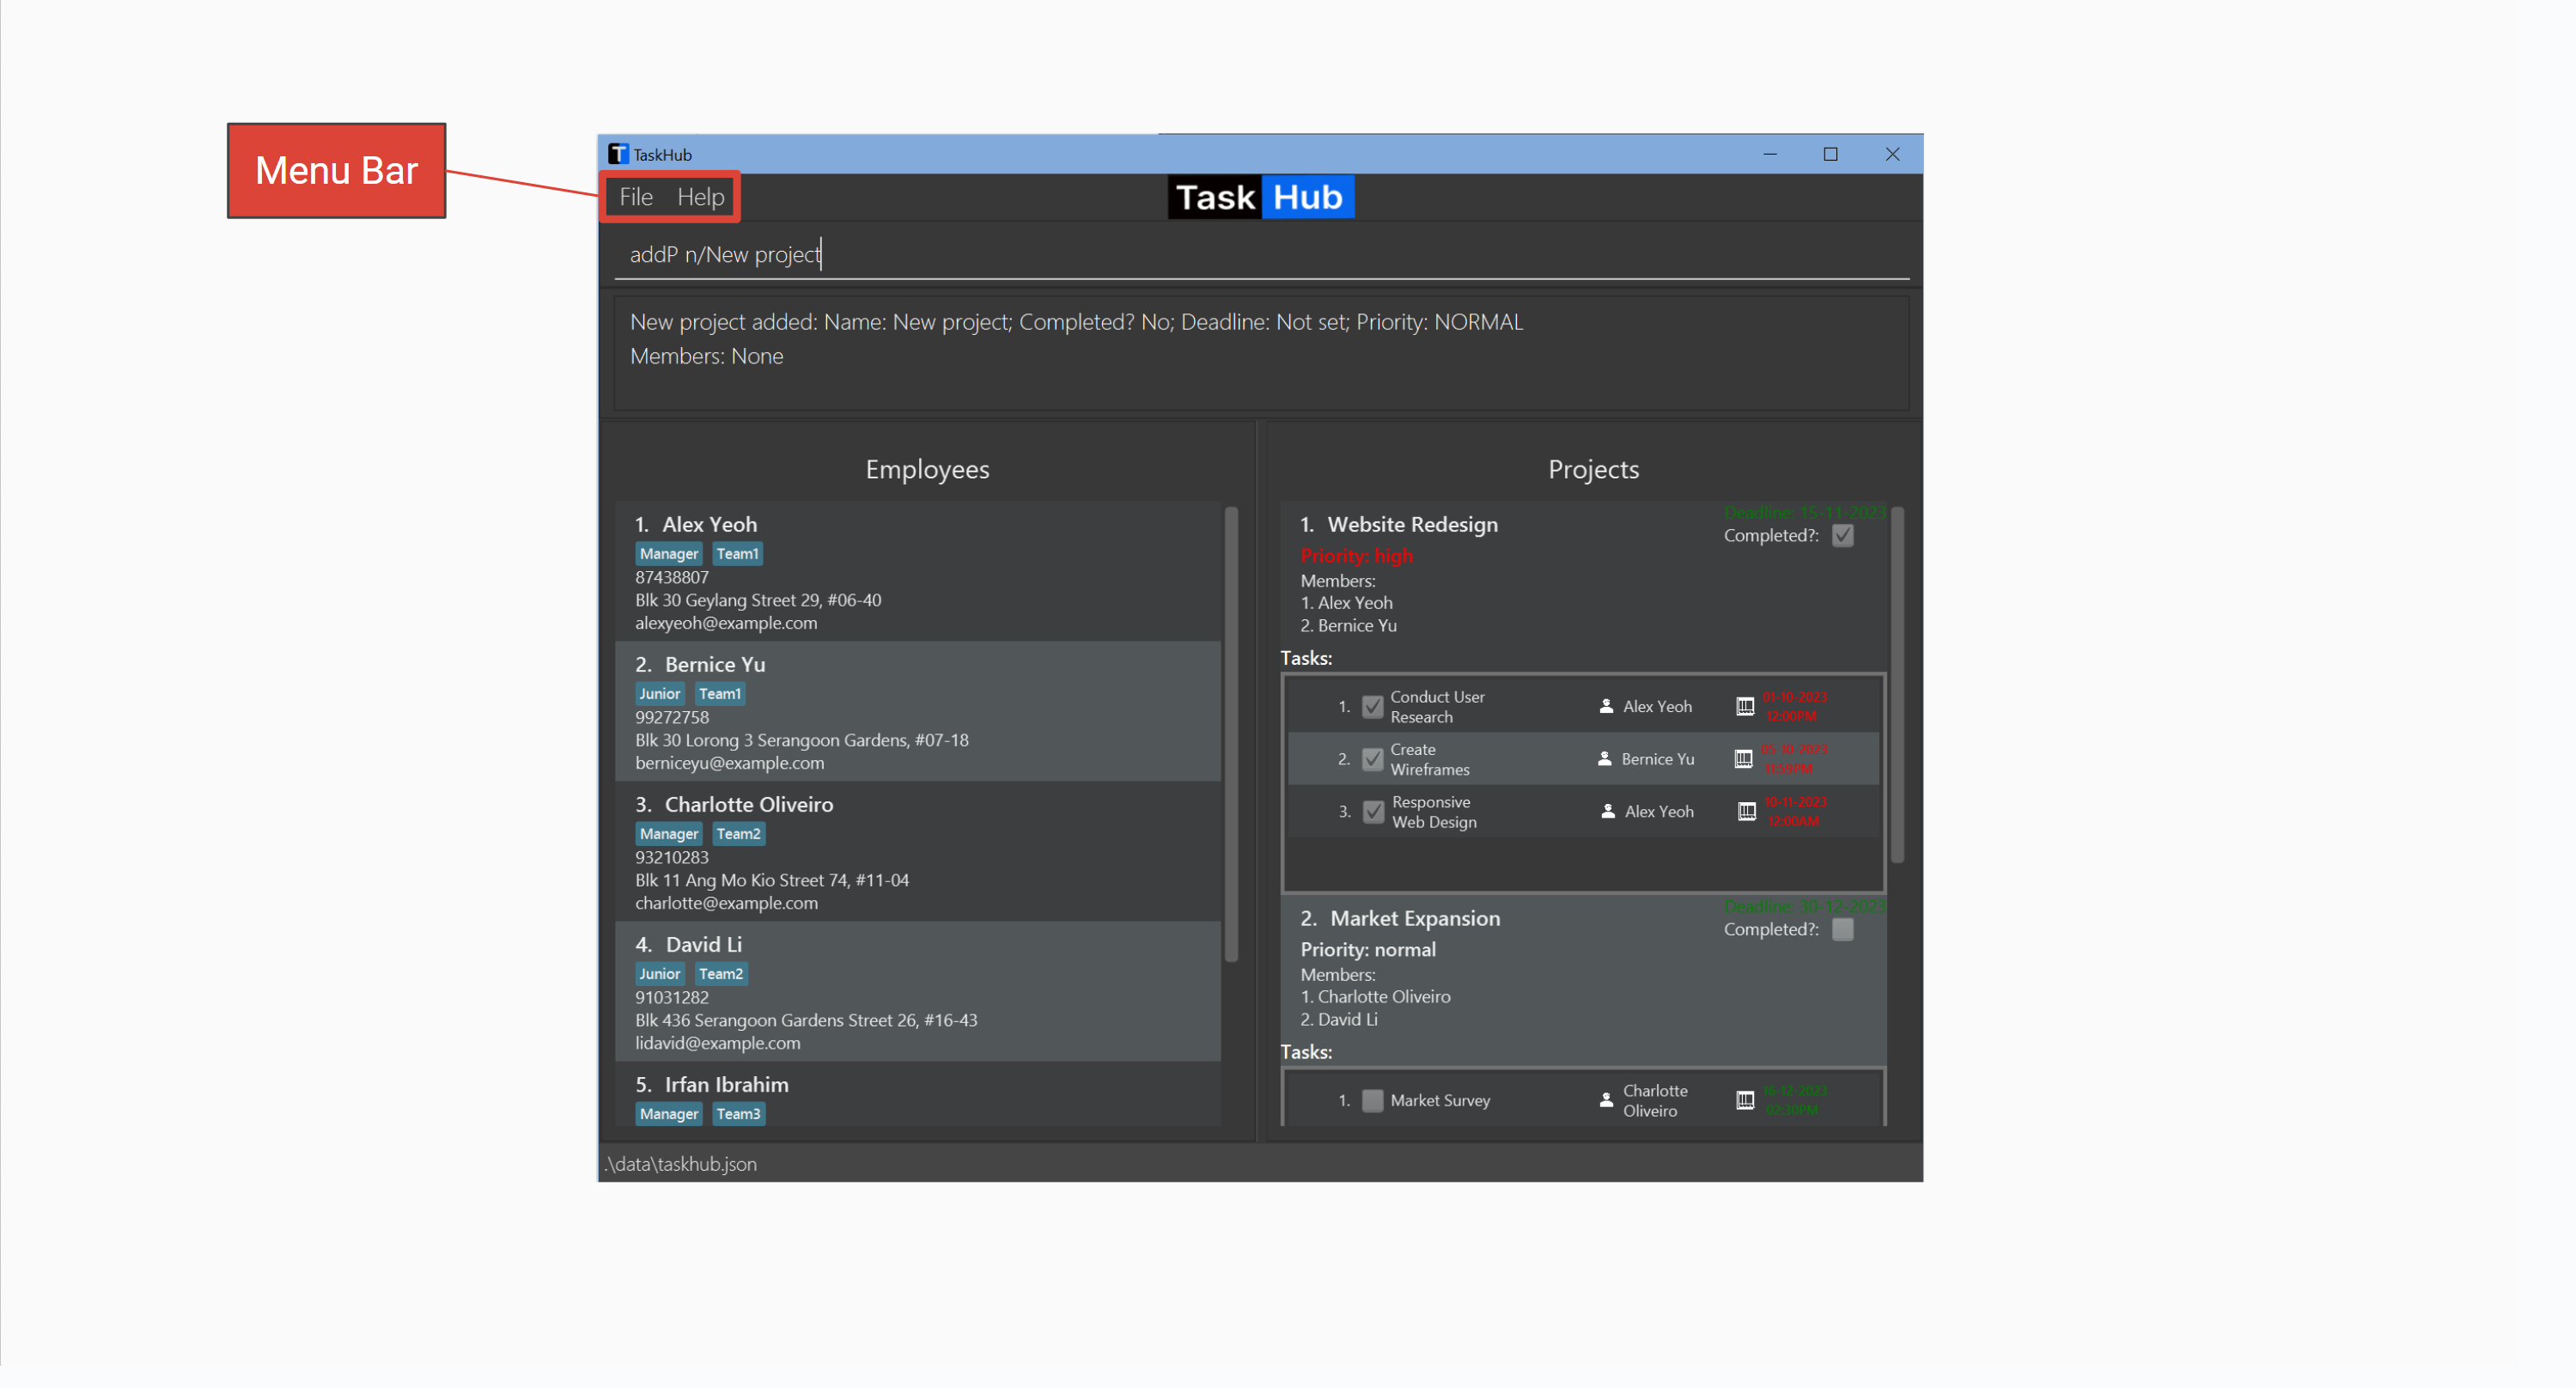 Menu Bar
TaskHub
File Help
Task Hub
addP n/New project
New project added: Name: New project; Completed? No; Deadline: Not set; Priority: NORMAL
Members: None
Employees
1. Alex Yeoh
Manager Team1
87438807
Blk 30 Geylang Street 29, #06-40
alexyeoh@example.com
2. Bernice Yu
Junior Team1
99272758
Blk 30 Lorong 3 Serangoon Gardens, #07-18
berniceyu@example.com
3. Charlotte Oliveiro
Manager Team2
93210283
Blk 11 Ang Mo Kio Street 74, #11-04
charlotte@example.com
4. David Li
Junior Team2
91031282
Blk 436 Serangoon Gardens Street 26, #16-43
lidavid@example.com
5. Irfan Ibrahim
Manager Team3
Projects
1. Website Redesign
Deadline: 15-11-2023
Completed?:
Priority: high
Members:
1. Alex Yeoh
2. Bernice Yu
Tasks:
1. Conduct User Research Alex Yeoh 01-10-2023 12:00PM
2. Create Wireframes Bernice Yu 05-10-2023 11:59PM
3. Responsive Web Design Alex Yeoh 10-11-2023 12:00AM
2. Market Expansion
Deadline: 30-12-2023
Completed?:
Priority: normal
Members:
1. Charlotte Oliveiro
2. David Li
Tasks:
1. Market Survey Charlotte Oliveiro 16-12-2023 02:30PM
.\data\taskhub.json